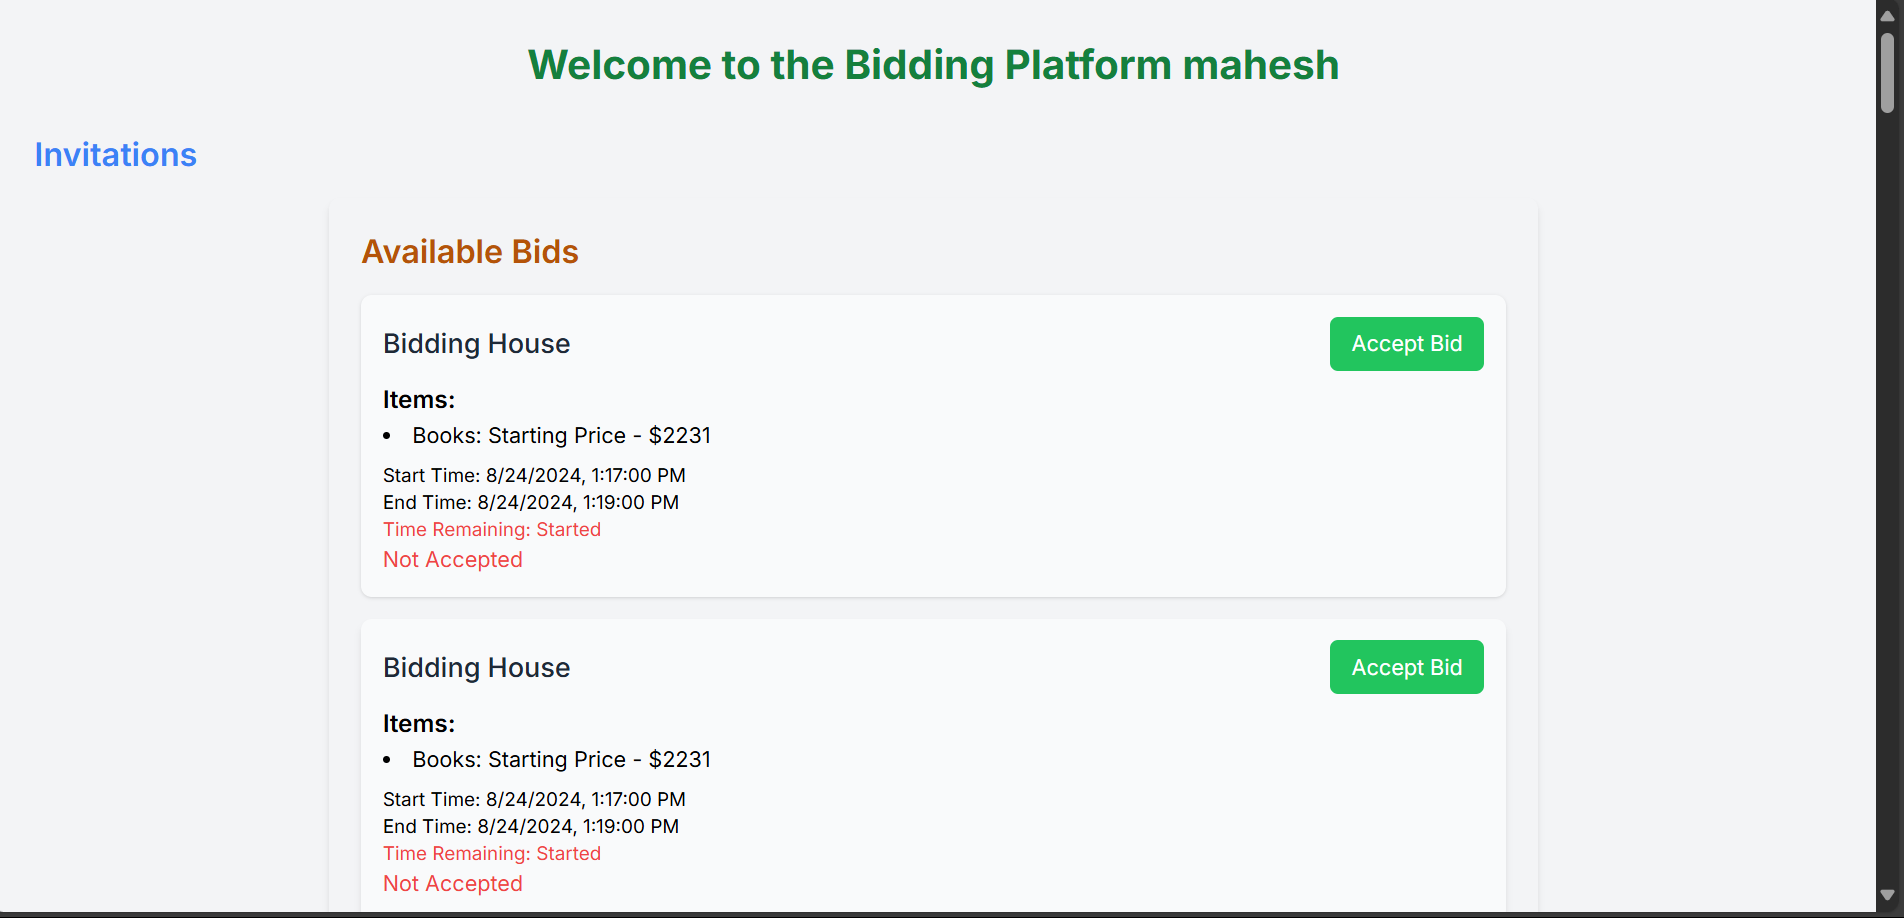 Welcome to the Bidding Platform mahesh
Invitations
Available Bids
Bidding House
Accept Bid
Items:
• Books: Starting Price - $2231
Start Time: 8/24/2024, 1:17:00 PM
End Time: 8/24/2024, 1:19:00 PM
Time Remaining: Started
Not Accepted
Bidding House
Accept Bid
Items:
• Books: Starting Price - $2231
Start Time: 8/24/2024, 1:17:00 PM
End Time: 8/24/2024, 1:19:00 PM
Time Remaining: Started
Not Accepted